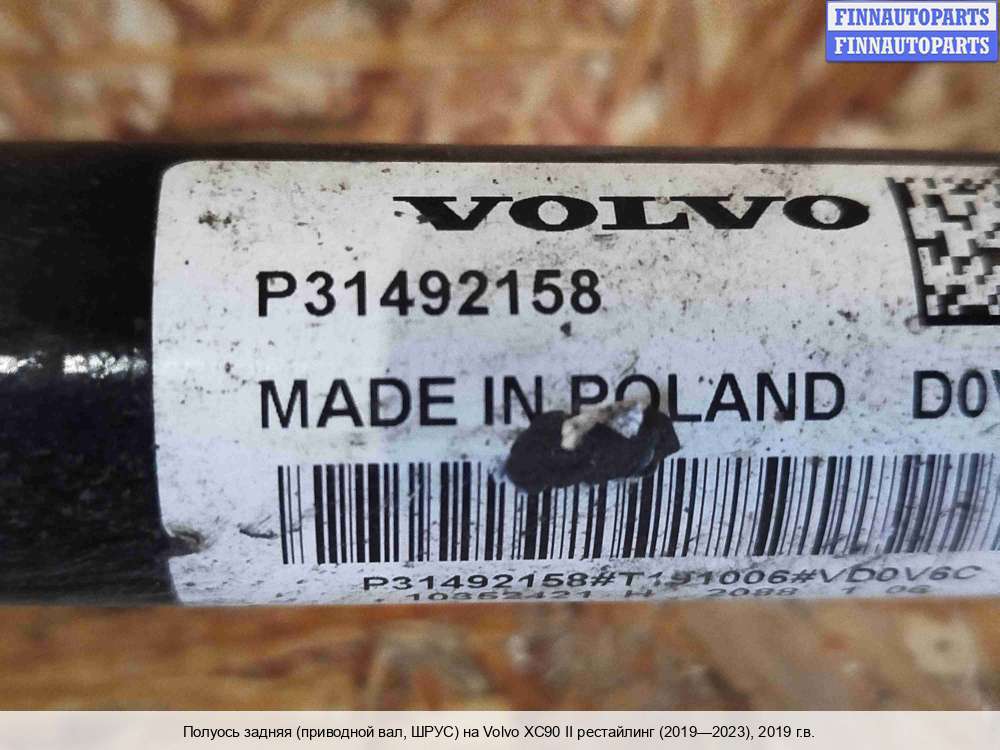 FINNAUTOPARTS
FINNAUTOPARTS
VOLVO
P31492158
MADE IN POLAND D0V
P31492158#T191006#VD0V6C
Полуось задняя (приводной вал, ШРУС) на Volvo XC90 II рестайлинг (2019—2023), 2019 г.в.